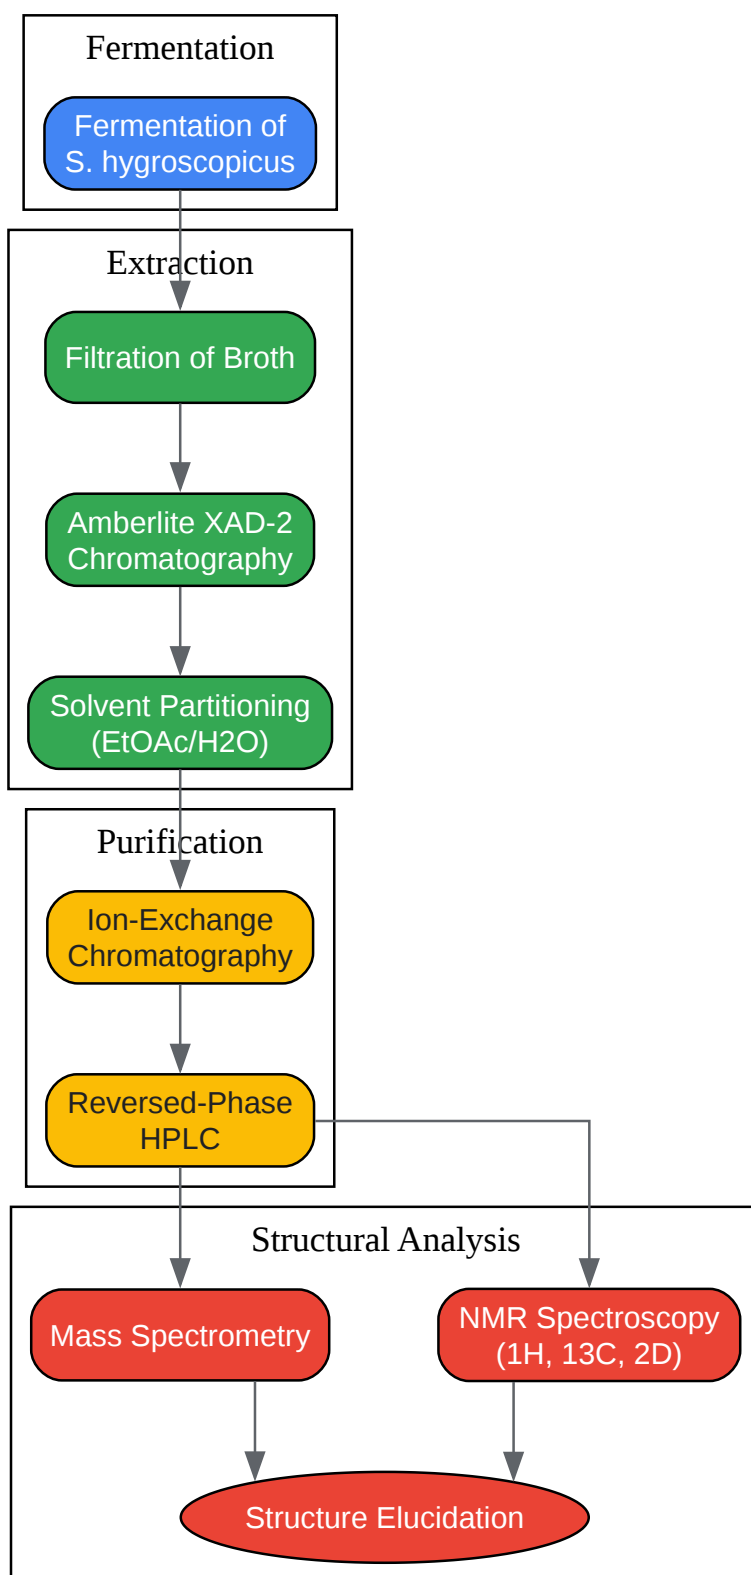 Fermentation
Fermentation of
S. hygroscopicus
Extraction
Filtration of Broth
Amberlite XAD-2
Chromatography
Solvent Partitioning
(EtOAc/H2O)
Purification
Ion-Exchange
Chromatography
Reversed-Phase
HPLC
Structural Analysis
Mass Spectrometry
NMR Spectroscopy
(1H, 13C, 2D)
Structure Elucidation